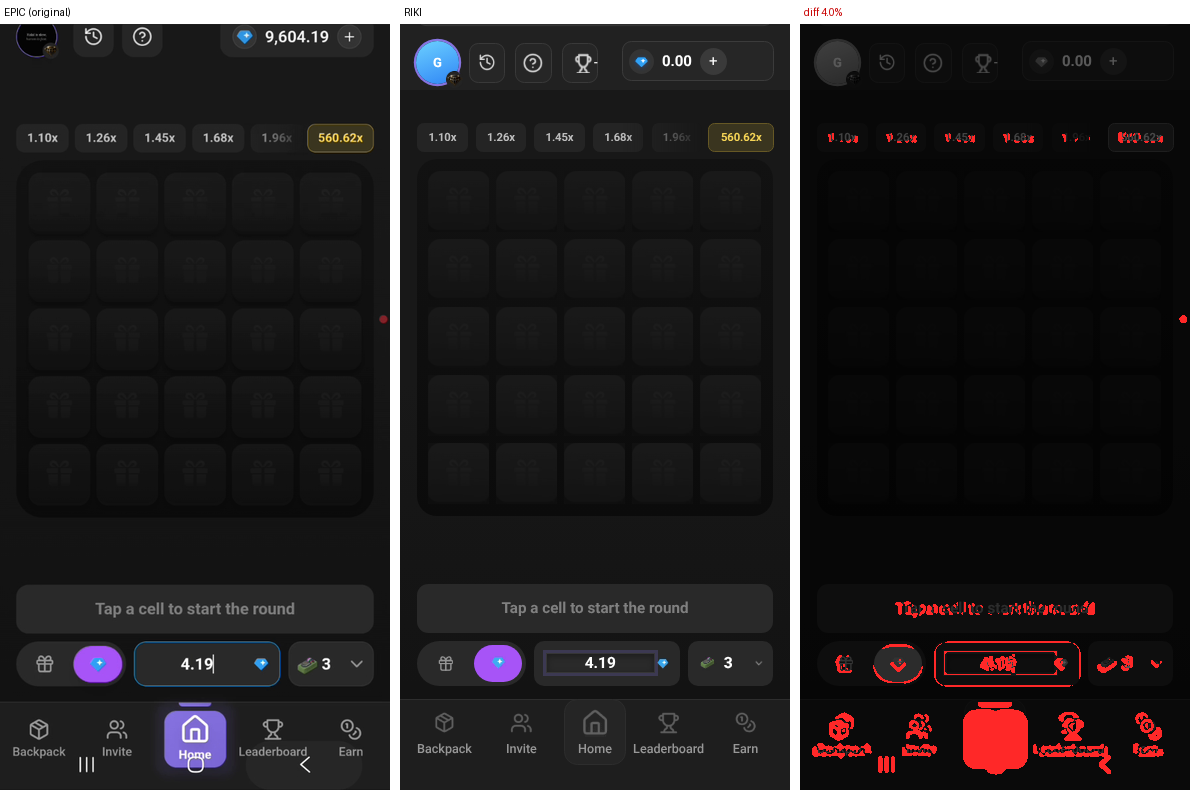 EPIC (original)
9,604.19 +
1.10x 1.26x 1.45x 1.68x 1.96x 560.62x
Tap a cell to start the round
4.19
3
Backpack Invite Home Leaderboard Earn
RIKI
G
0.00 +
1.10x 1.26x 1.45x 1.68x 1.96x 560.62x
Tap a cell to start the round
4.19
3
Backpack Invite Home Leaderboard Earn
diff 4.0%
G
0.00 +